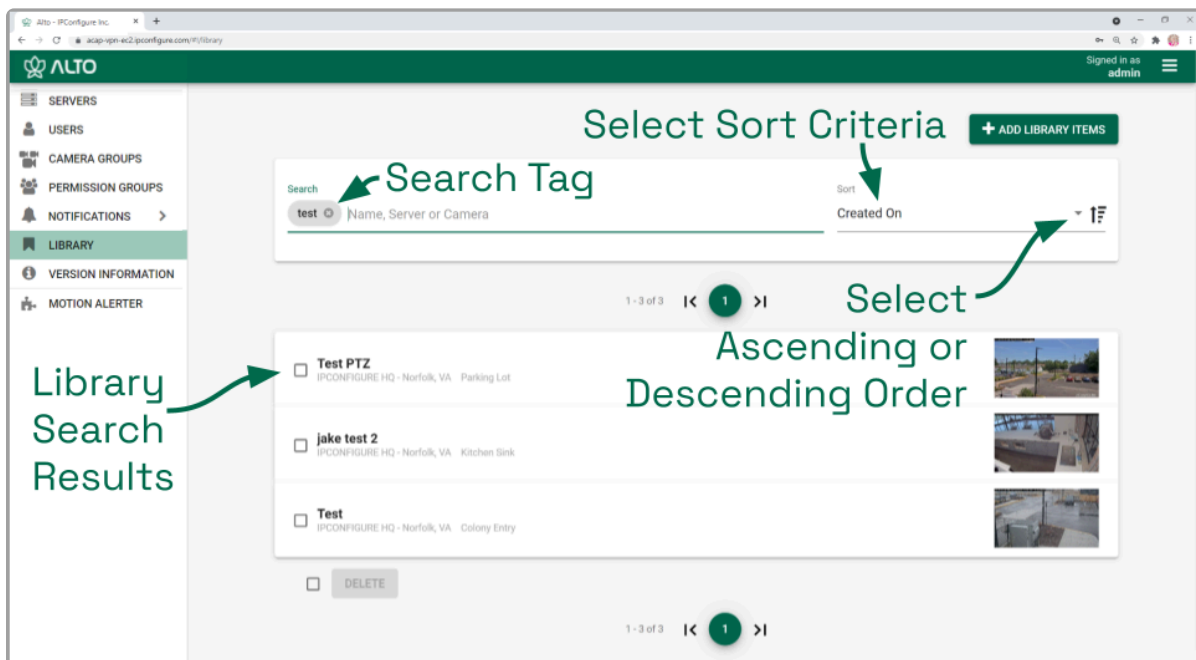 Alto - IPConfigure Inc.
acap-vpn-ec2.ipconfigure.com/#!/library
ALTO
Signed in as
admin
SERVERS
USERS
CAMERA GROUPS
PERMISSION GROUPS
NOTIFICATIONS
LIBRARY
VERSION INFORMATION
MOTION ALERTER
Select Sort Criteria
+ ADD LIBRARY ITEMS
Search Tag
Search
test
Name, Server or Camera
Sort
Created On
1 - 3 of 3
1
Select
Ascending or
Descending Order
Library
Search
Results
Test PTZ
IPCONFIGURE HQ - Norfolk, VA Parking Lot
jake test 2
IPCONFIGURE HQ - Norfolk, VA Kitchen Sink
Test
IPCONFIGURE HQ - Norfolk, VA Colony Entry
DELETE
1 - 3 of 3
1